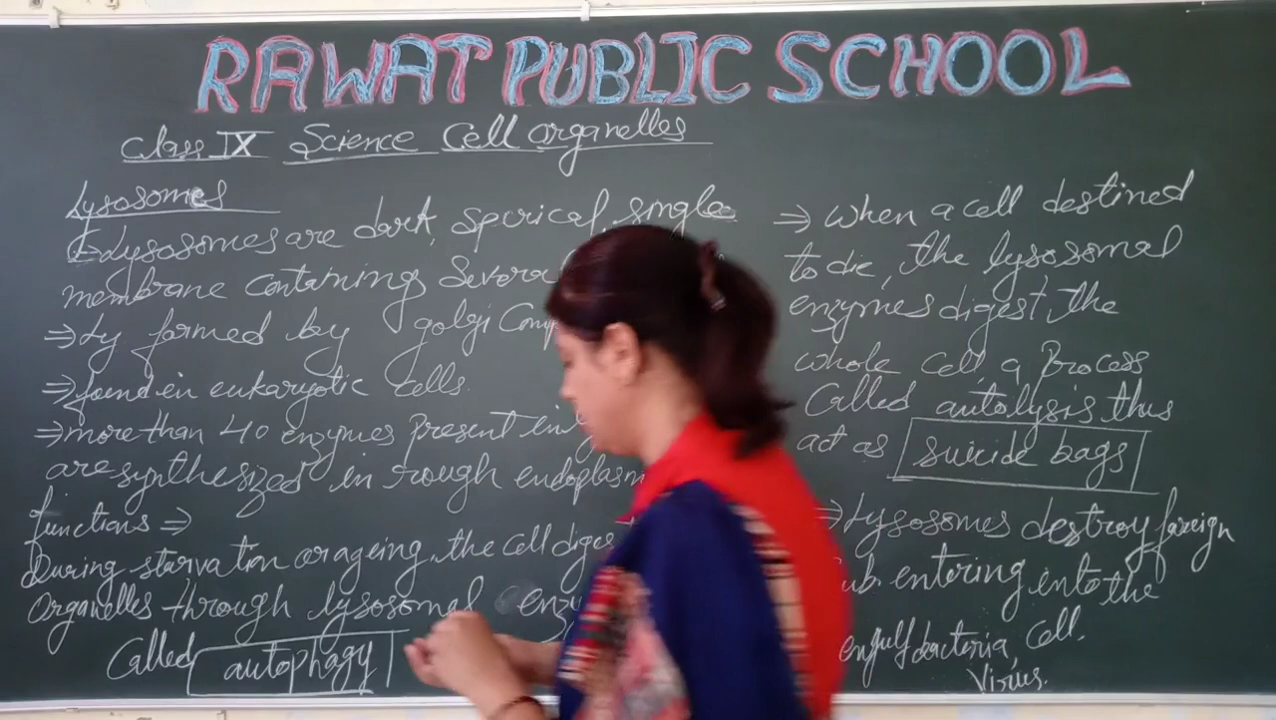 RAWAT PUBLIC SCHOOL
Class IX Science Cell organelles
Lysosomes
Lysosomes are dark, sperical, single
membrane containing Several
⇒ Ly formed by golgi Comp
⇒ found in eukaryotic Cells.
⇒ more than 40 enzymes present in
are synthesized in rough endoplasm
functions ⇒
During starvation or ageing, the cell diges
Organelles through lysosomal enz
Called autophagy
⇒ When a cell destined
to die, the lysosomal
enzymes digest, the
whole cell, a Process
Called autolysis thus
act as suicide bags
⇒ Lysosomes destroy foreign
ub. entering into the
engulf bacteria, Cell.
Virus.